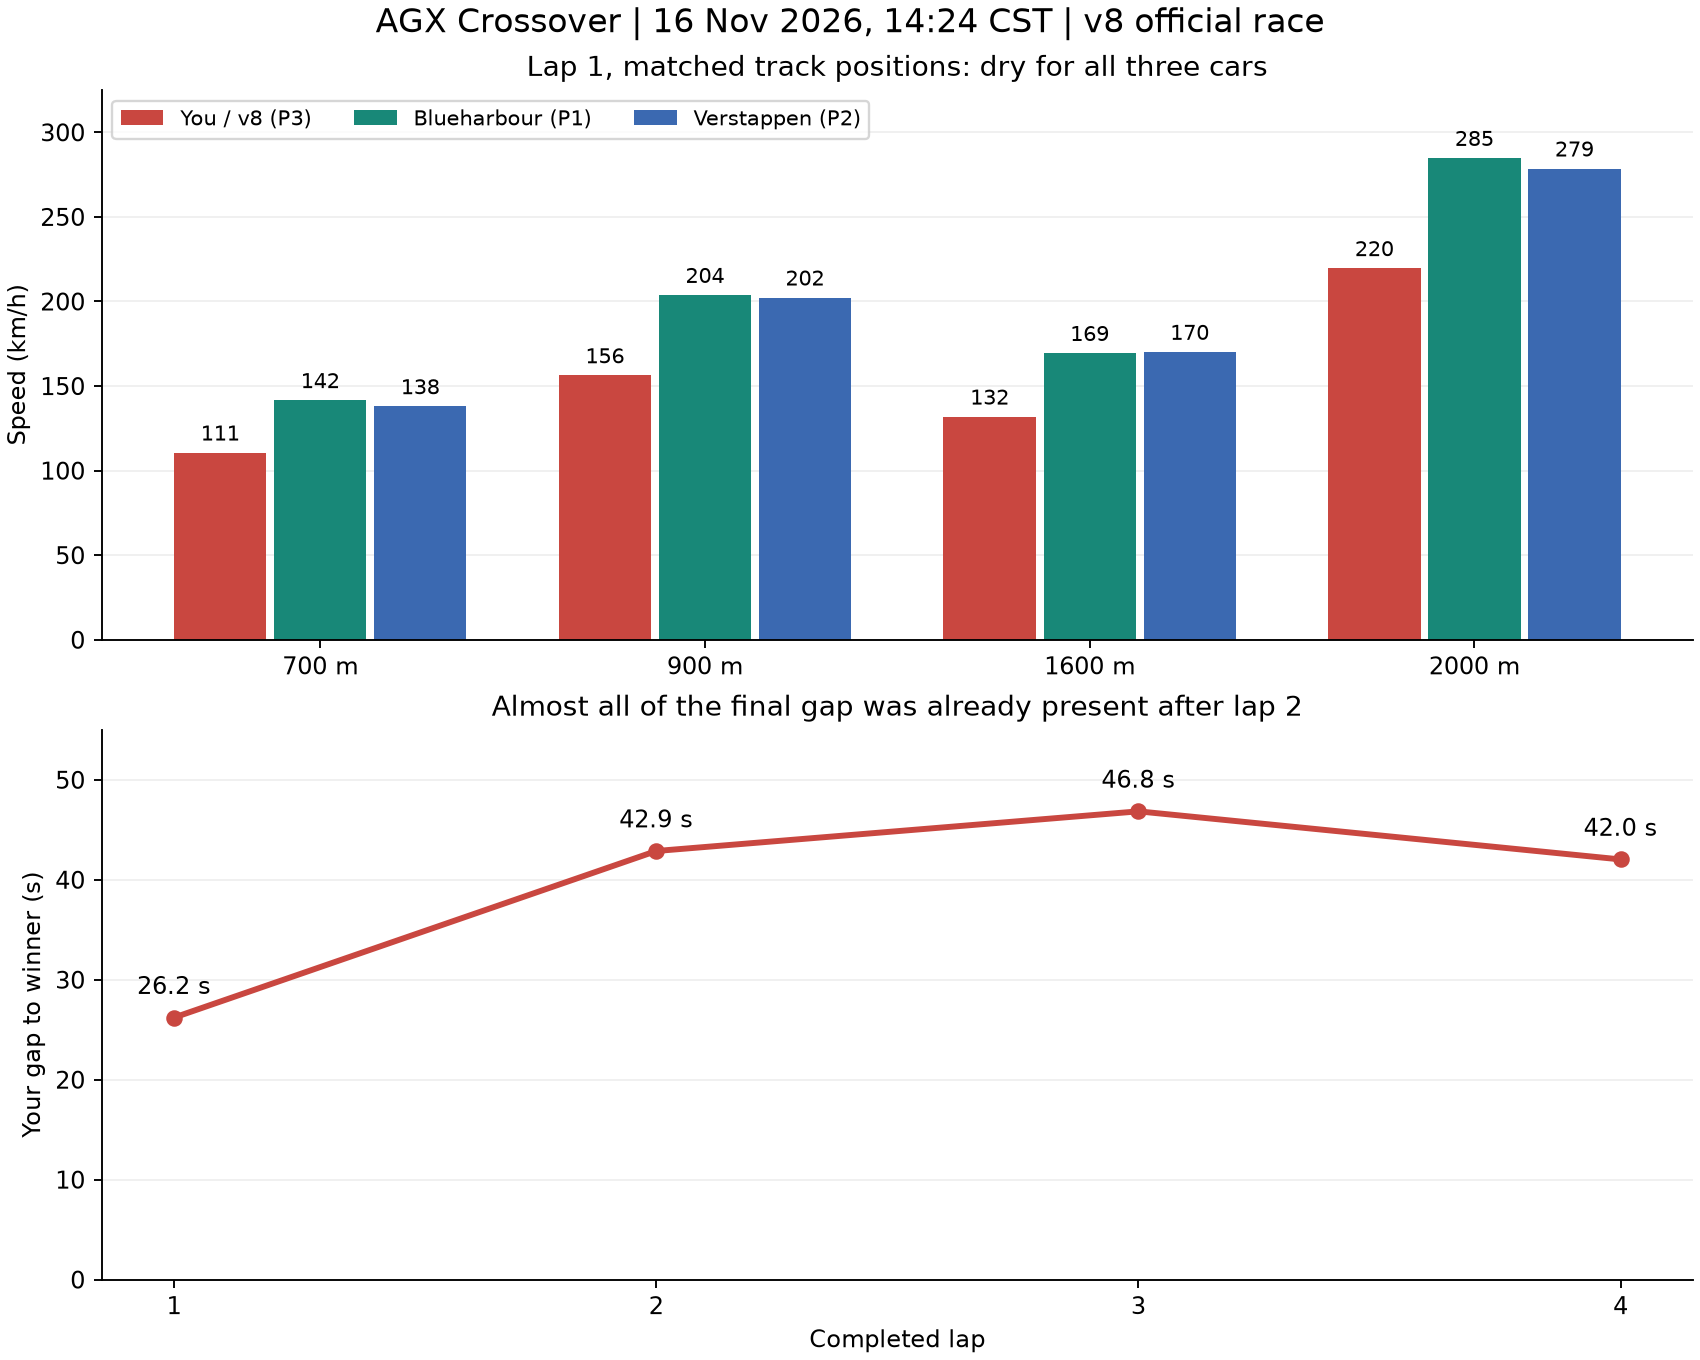 AGX Crossover | 16 Nov 2026, 14:24 CST | v8 official race
Lap 1, matched track positions: dry for all three cars
You / v8 (P3)
Blueharbour (P1)
Verstappen (P2)
Speed (km/h)
300
250
200
150
100
50
0
111
142
138
156
204
202
132
169
170
220
285
279
700 m
900 m
1600 m
2000 m
Almost all of the final gap was already present after lap 2
Your gap to winner (s)
50
40
30
20
10
0
26.2 s
42.9 s
46.8 s
42.0 s
1
2
3
4
Completed lap